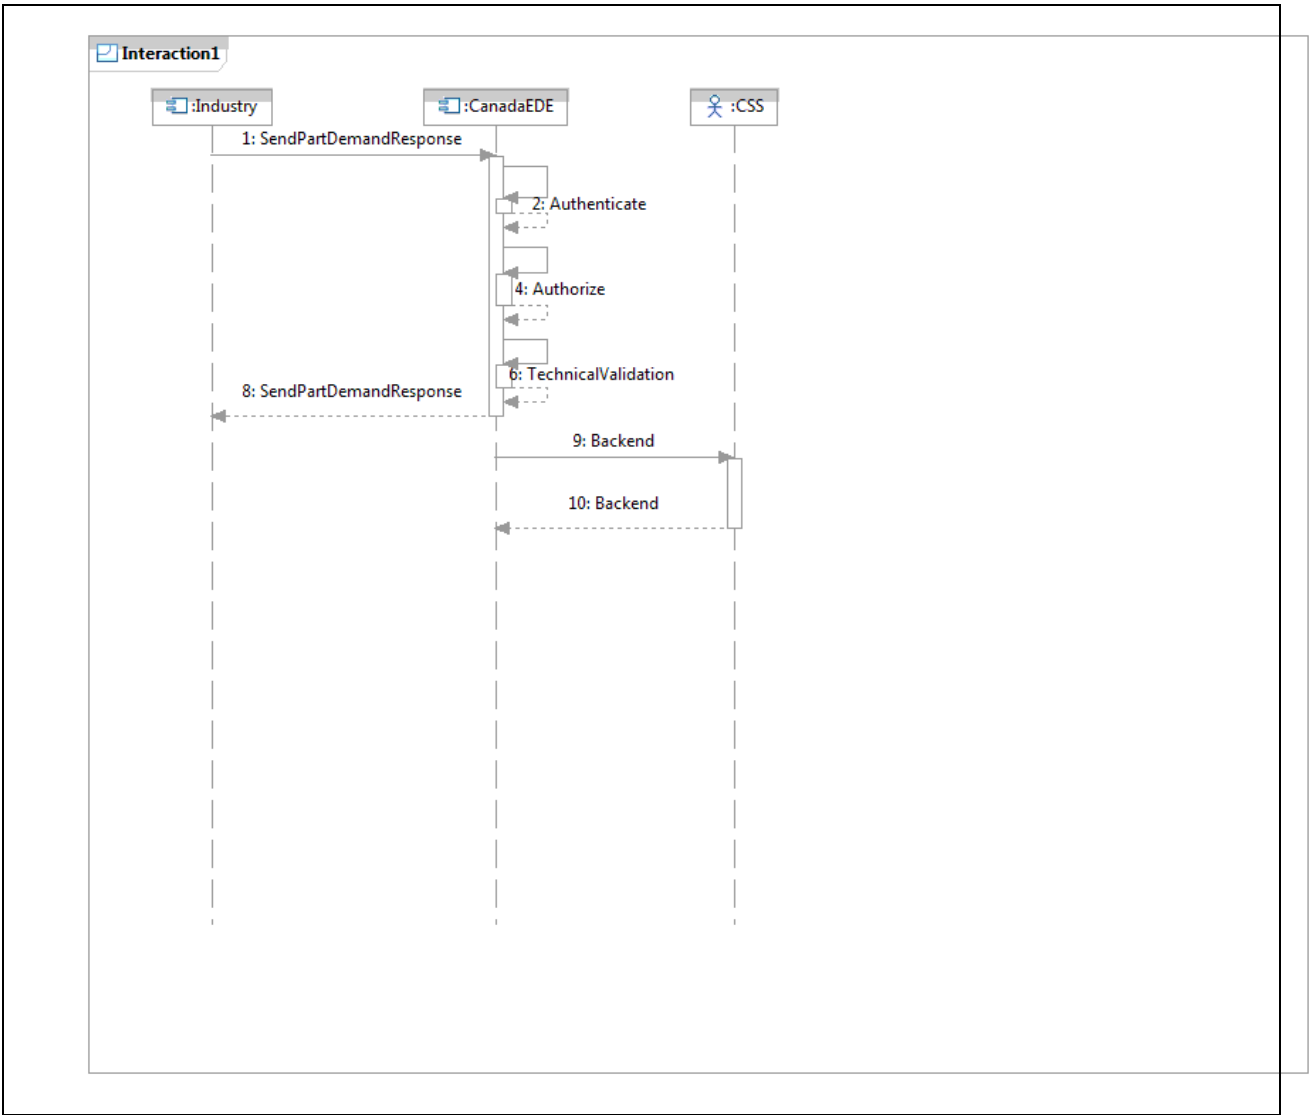 Interaction1
:Industry
:CanadaEDE
:CSS
1: SendPartDemandResponse
2: Authenticate
4: Authorize
6: TechnicalValidation
8: SendPartDemandResponse
9: Backend
10: Backend